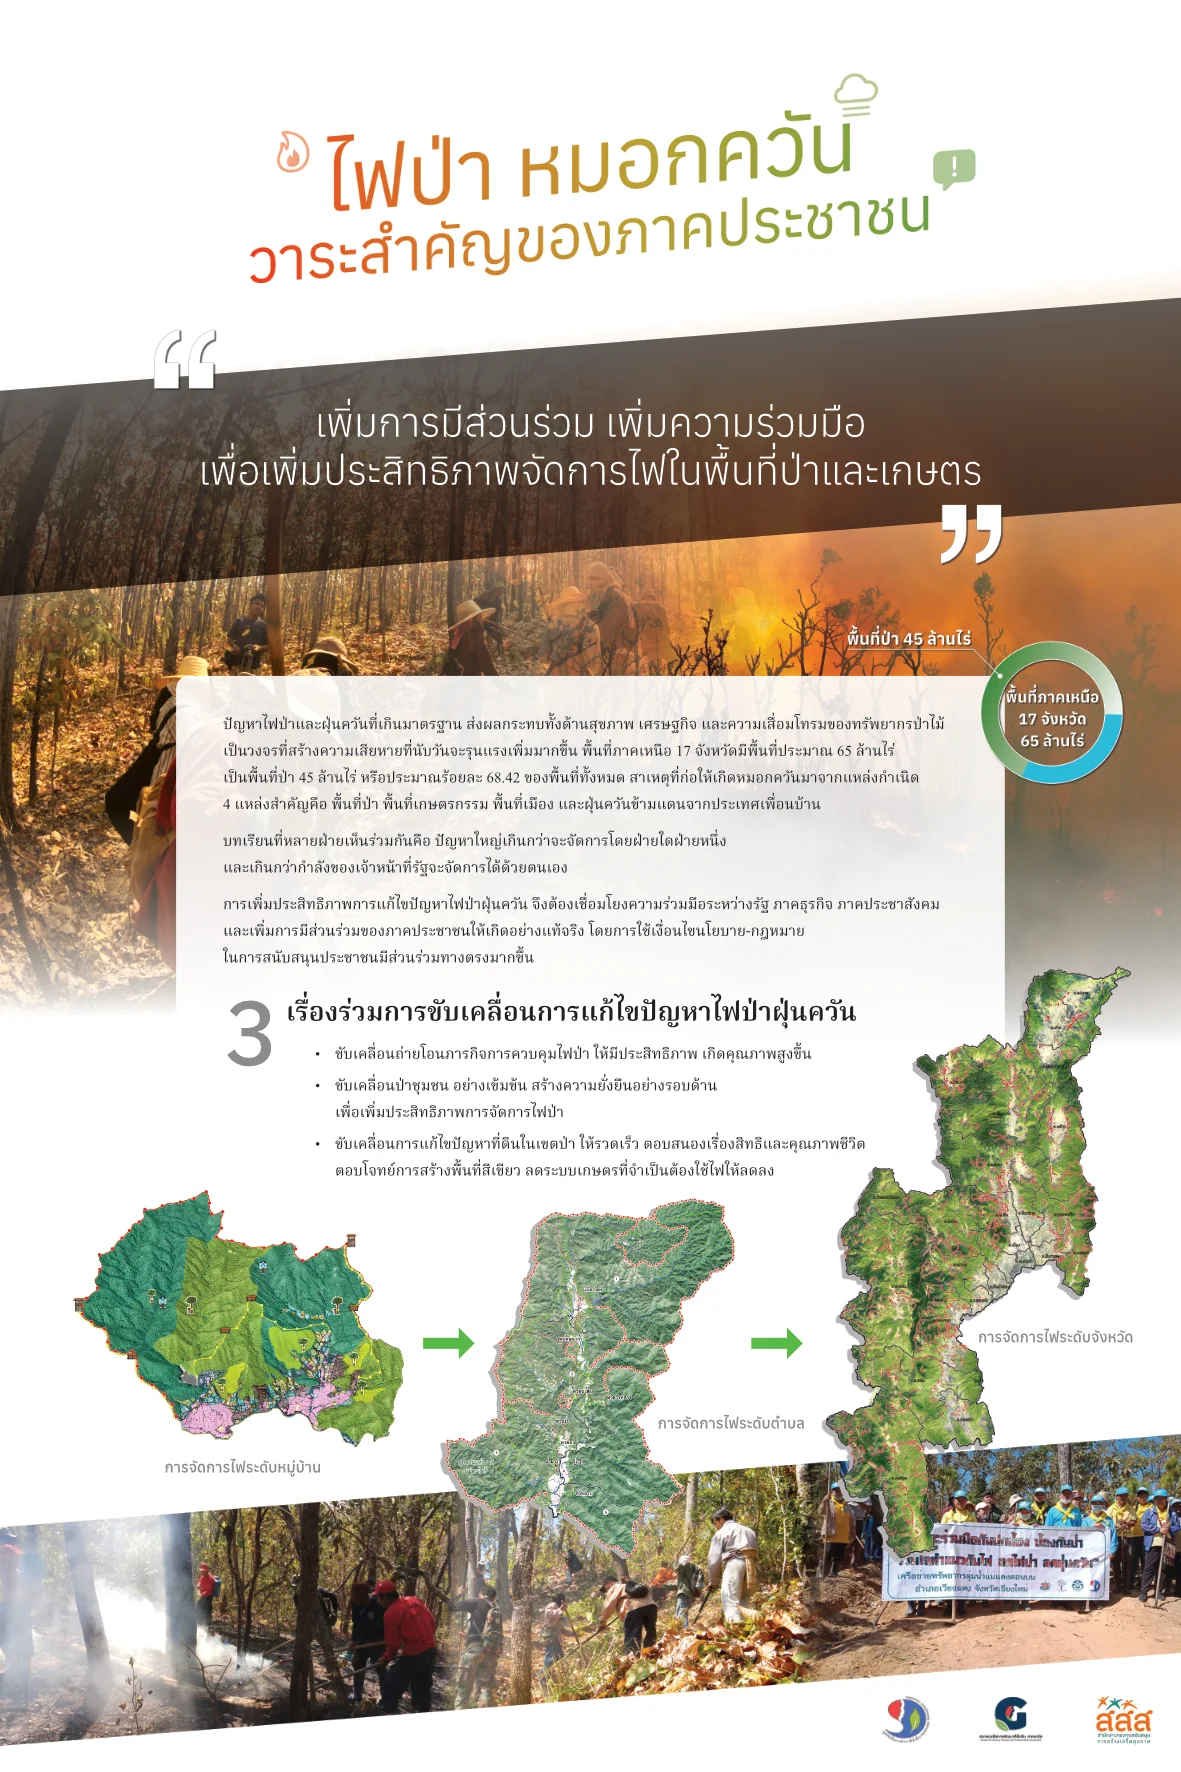 ไฟป่า หมอกควัน
วาระสำคัญของภาคประชาชน
เพิ่มการมีส่วนร่วม เพิ่มความร่วมมือ
เพื่อเพิ่มประสิทธิภาพจัดการไฟในพื้นที่ป่าและเกษตร
พื้นที่ป่า 45 ล้านไร่
พื้นที่ภาคเหนือ
17 จังหวัด
65 ล้านไร่
ปัญหาไฟป่าและฝุ่นควันที่เกินมาตรฐาน ส่งผลกระทบทั้งด้านสุขภาพ เศรษฐกิจ และความเสื่อมโทรมของทรัพยากรป่าไม้
เป็นวงจรที่สร้างความเสียหายที่นับวันจะรุนแรงเพิ่มมากขึ้น พื้นที่ภาคเหนือ 17 จังหวัดมีพื้นที่ประมาณ 65 ล้านไร่
เป็นพื้นที่ป่า 45 ล้านไร่ หรือประมาณร้อยละ 68.42 ของพื้นที่ทั้งหมด สาเหตุที่ก่อให้เกิดหมอกควันมาจากแหล่งกำเนิด
4 แหล่งสำคัญคือ พื้นที่ป่า พื้นที่เกษตรกรรม พื้นที่เมือง และฝุ่นควันข้ามแดนจากประเทศเพื่อนบ้าน
บทเรียนที่หลายฝ่ายเห็นร่วมกันคือ ปัญหาใหญ่เกินกว่าจะจัดการโดยฝ่ายใดฝ่ายหนึ่ง
และเกินกว่ากำลังของเจ้าหน้าที่รัฐจะจัดการได้ด้วยตนเอง
การเพิ่มประสิทธิภาพการแก้ไขปัญหาไฟป่าฝุ่นควัน จึงต้องเชื่อมโยงความร่วมมือระหว่างรัฐ ภาคธุรกิจ ภาคประชาสังคม
และเพิ่มการมีส่วนร่วมของภาคประชาชนให้เกิดอย่างแท้จริง โดยการใช้เงื่อนไขนโยบาย-กฎหมาย
ในการสนับสนุนประชาชนมีส่วนร่วมทางตรงมากขึ้น
3 เรื่องร่วมการขับเคลื่อนการแก้ไขปัญหาไฟป่าฝุ่นควัน
• ขับเคลื่อนถ่ายโอนภารกิจการควบคุมไฟป่า ให้มีประสิทธิภาพ เกิดคุณภาพสูงขึ้น
• ขับเคลื่อนป่าชุมชน อย่างเข้มข้น สร้างความยั่งยืนอย่างรอบด้าน
เพื่อเพิ่มประสิทธิภาพการจัดการไฟป่า
• ขับเคลื่อนการแก้ไขปัญหาที่ดินในเขตป่า ให้รวดเร็ว ตอบสนองเรื่องสิทธิและคุณภาพชีวิต
ตอบโจทย์การสร้างพื้นที่สีเขียว ลดระบบเกษตรที่จำเป็นต้องใช้ไฟให้ลดลง
การจัดการไฟระดับจังหวัด
การจัดการไฟระดับตำบล
การจัดการไฟระดับหมู่บ้าน
เครือข่ายทรัพยากรลุ่มน้ำแม่แตงตอนบน
อำเภอเวียงแหง จังหวัดเชียงใหม่
สสส
สำนักงานกองทุนสนับสนุน
การสร้างเสริมสุขภาพ